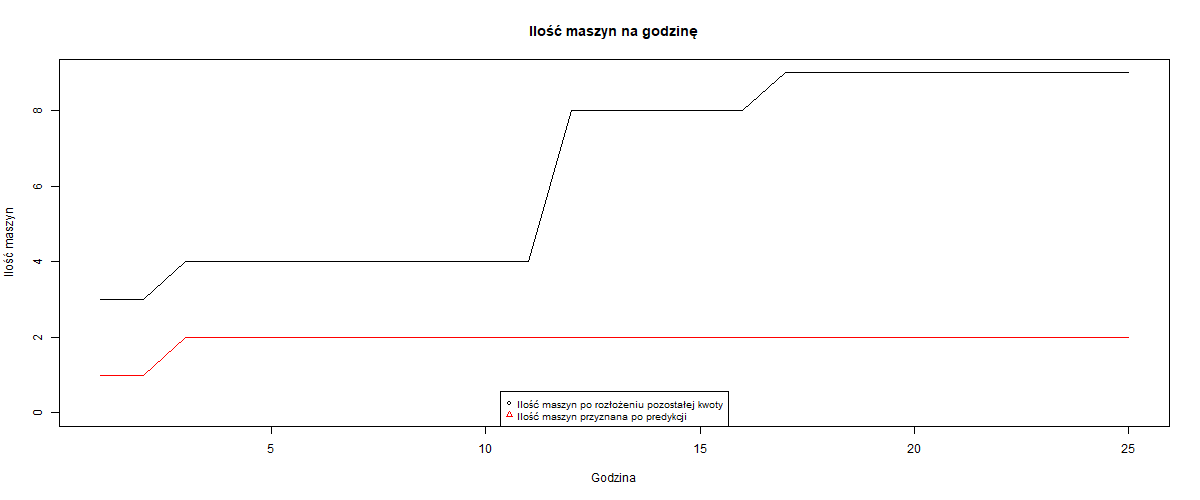 Ilość maszyn na godzinę
Ilość maszyn
8
6
4
2
0
Ilość maszyn po rozłożeniu pozostałej kwoty
Ilość maszyn przyznana po predykcji
5 10 15 20 25
Godzina